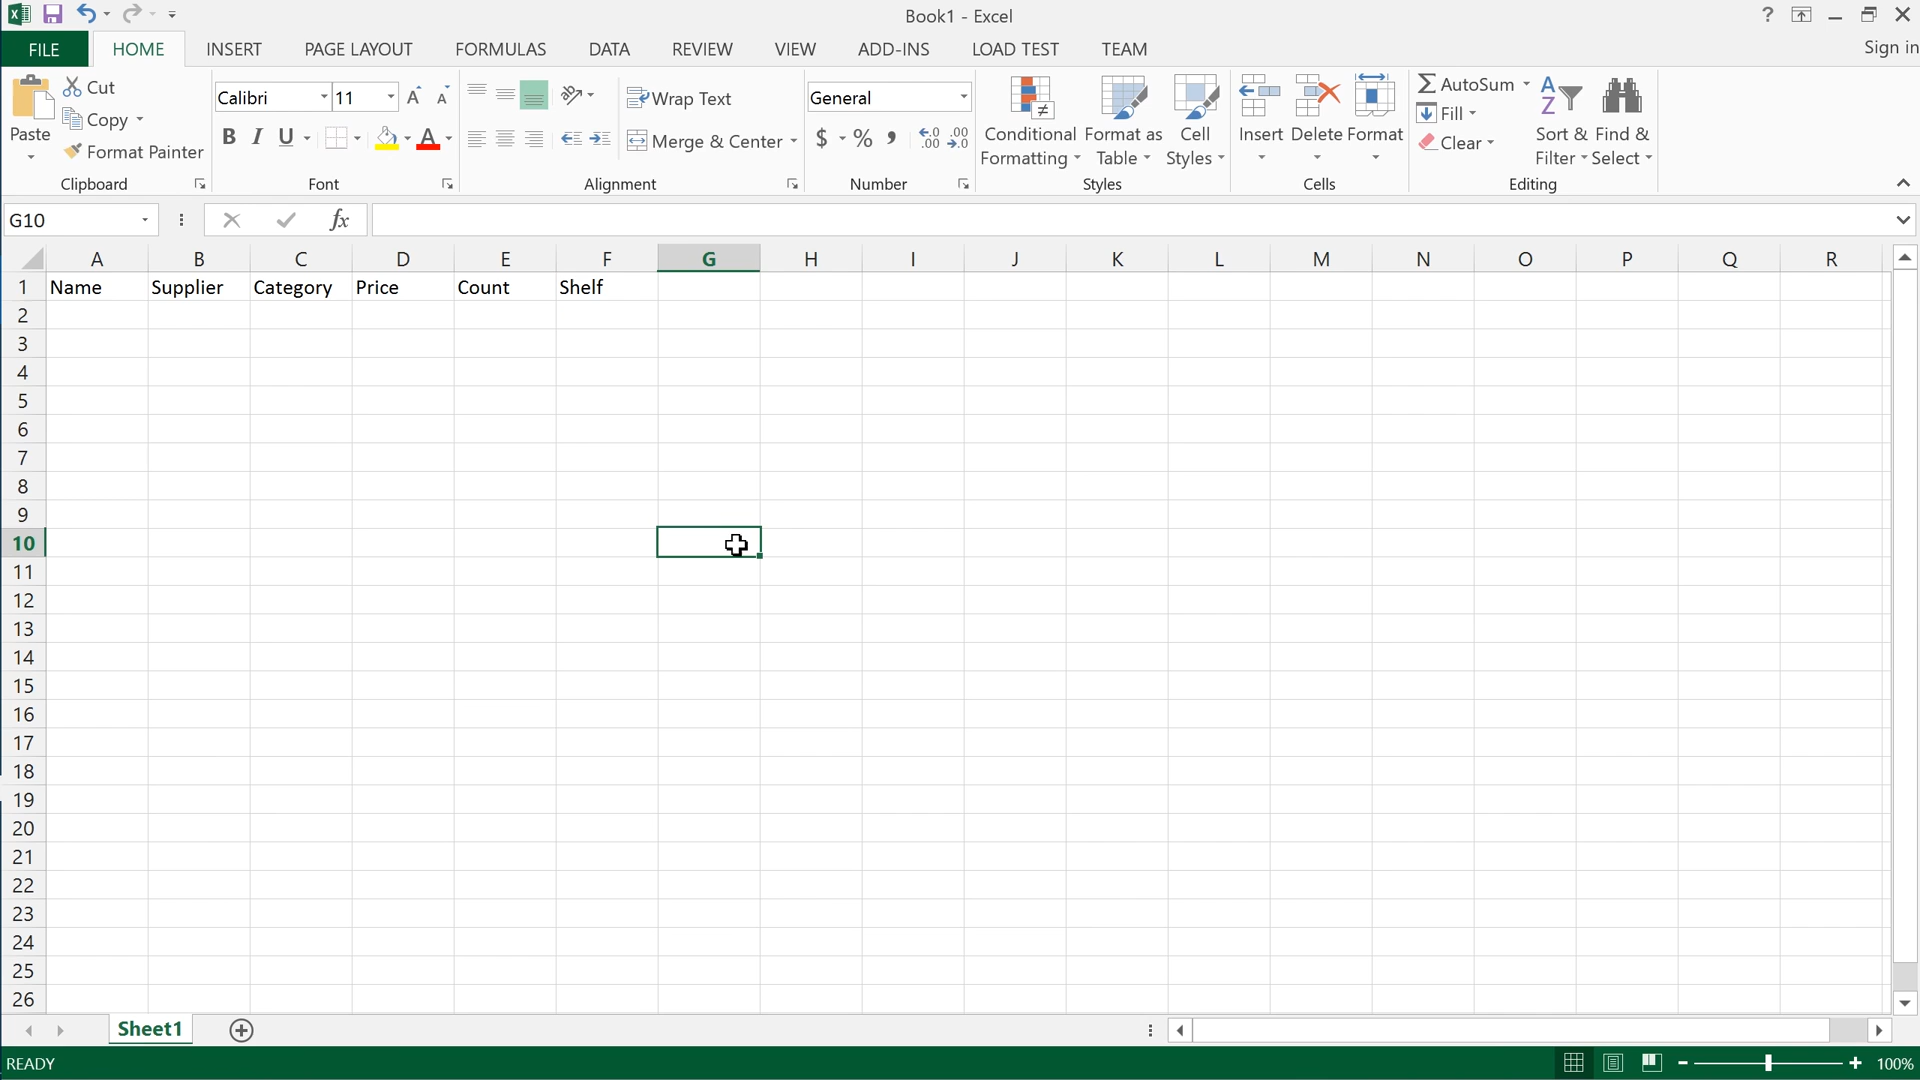 Book1 - Excel
?
FILE HOME INSERT PAGE LAYOUT FORMULAS DATA REVIEW VIEW ADD-INS LOAD TEST TEAM Sign in
Paste
Cut
Copy
Format Painter
Clipboard
Calibri 11 A A
B I U A
Font
Wrap Text
Merge & Center
Alignment
General
$ % , .0 .00 .00 .0
Number
Conditional Formatting
Format as Table
Cell Styles
Styles
Insert Delete Format
Cells
AutoSum
Fill
Clear
Sort & Filter
Find & Select
Editing
G10 fx
A B C D E F G H I J K L M N O P Q R
1 Name Supplier Category Price Count Shelf
2
3
4
5
6
7
8
9
10
11
12
13
14
15
16
17
18
19
20
21
22
23
24
25
26
Sheet1
READY 100%